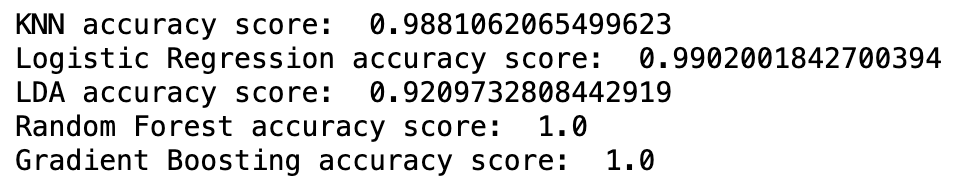 KNN accuracy score:  0.9881062065499623
Logistic Regression accuracy score:  0.9902001842700394
LDA accuracy score:  0.9209732808442919
Random Forest accuracy score:  1.0
Gradient Boosting accuracy score:  1.0